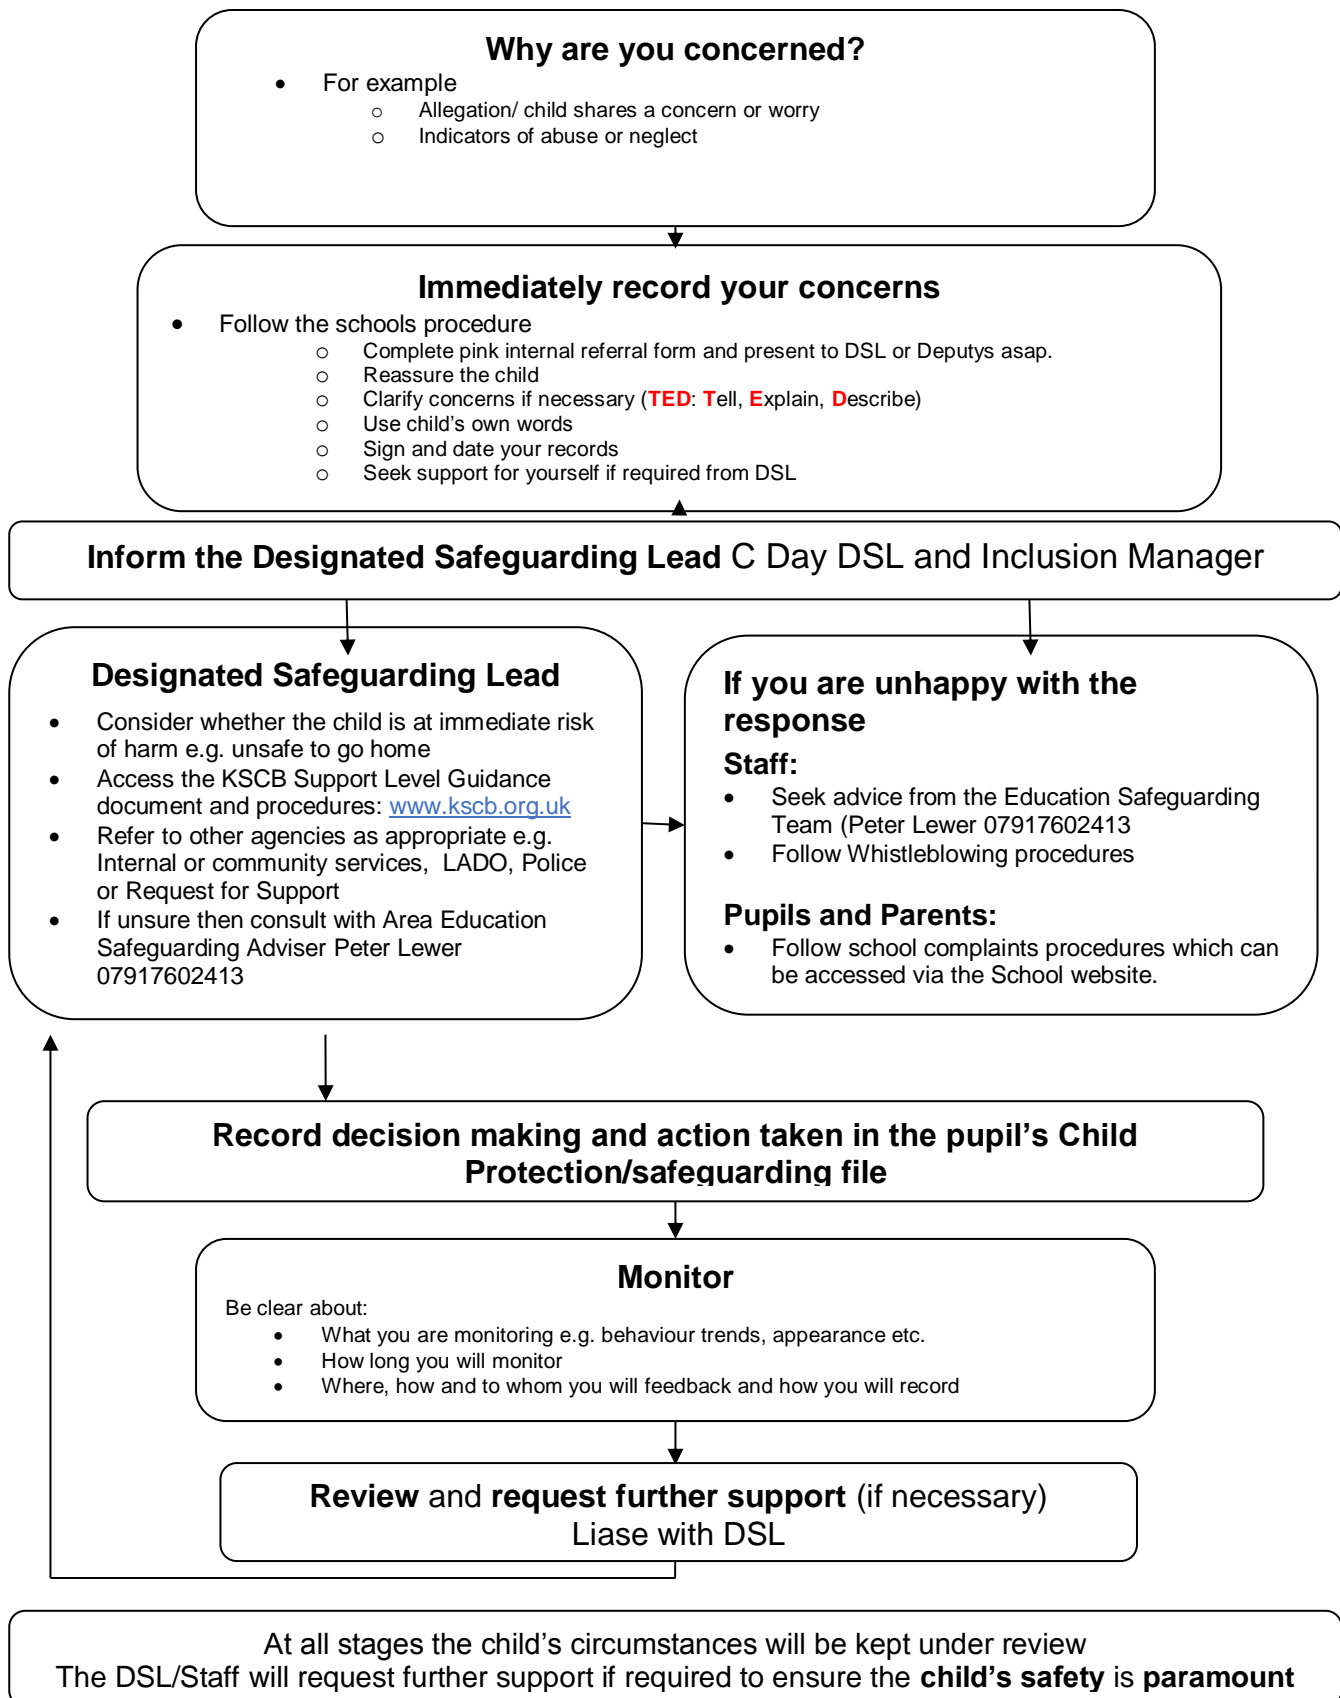 Why are you concerned?
• For example
o Allegation/ child shares a concern or worry
o Indicators of abuse or neglect
Immediately record your concerns
• Follow the schools procedure
o Complete pink internal referral form and present to DSL or Deputys asap.
o Reassure the child
o Clarify concerns if necessary (TED: Tell, Explain, Describe)
o Use child's own words
o Sign and date your records
o Seek support for yourself if required from DSL
Inform the Designated Safeguarding Lead C Day DSL and Inclusion Manager
Designated Safeguarding Lead
• Consider whether the child is at immediate risk
of harm e.g. unsafe to go home
• Access the KSCB Support Level Guidance
document and procedures: www.kscb.org.uk
• Refer to other agencies as appropriate e.g.
Internal or community services, LADO, Police
or Request for Support
• If unsure then consult with Area Education
Safeguarding Adviser Peter Lewer
07917602413
If you are unhappy with the
response
Staff:
• Seek advice from the Education Safeguarding
Team (Peter Lewer 07917602413
• Follow Whistleblowing procedures
Pupils and Parents:
• Follow school complaints procedures which can
be accessed via the School website.
Record decision making and action taken in the pupil's Child
Protection/safeguarding file
Monitor
Be clear about:
• What you are monitoring e.g. behaviour trends, appearance etc.
• How long you will monitor
• Where, how and to whom you will feedback and how you will record
Review and request further support (if necessary)
Liase with DSL
At all stages the child's circumstances will be kept under review
The DSL/Staff will request further support if required to ensure the child's safety is paramount